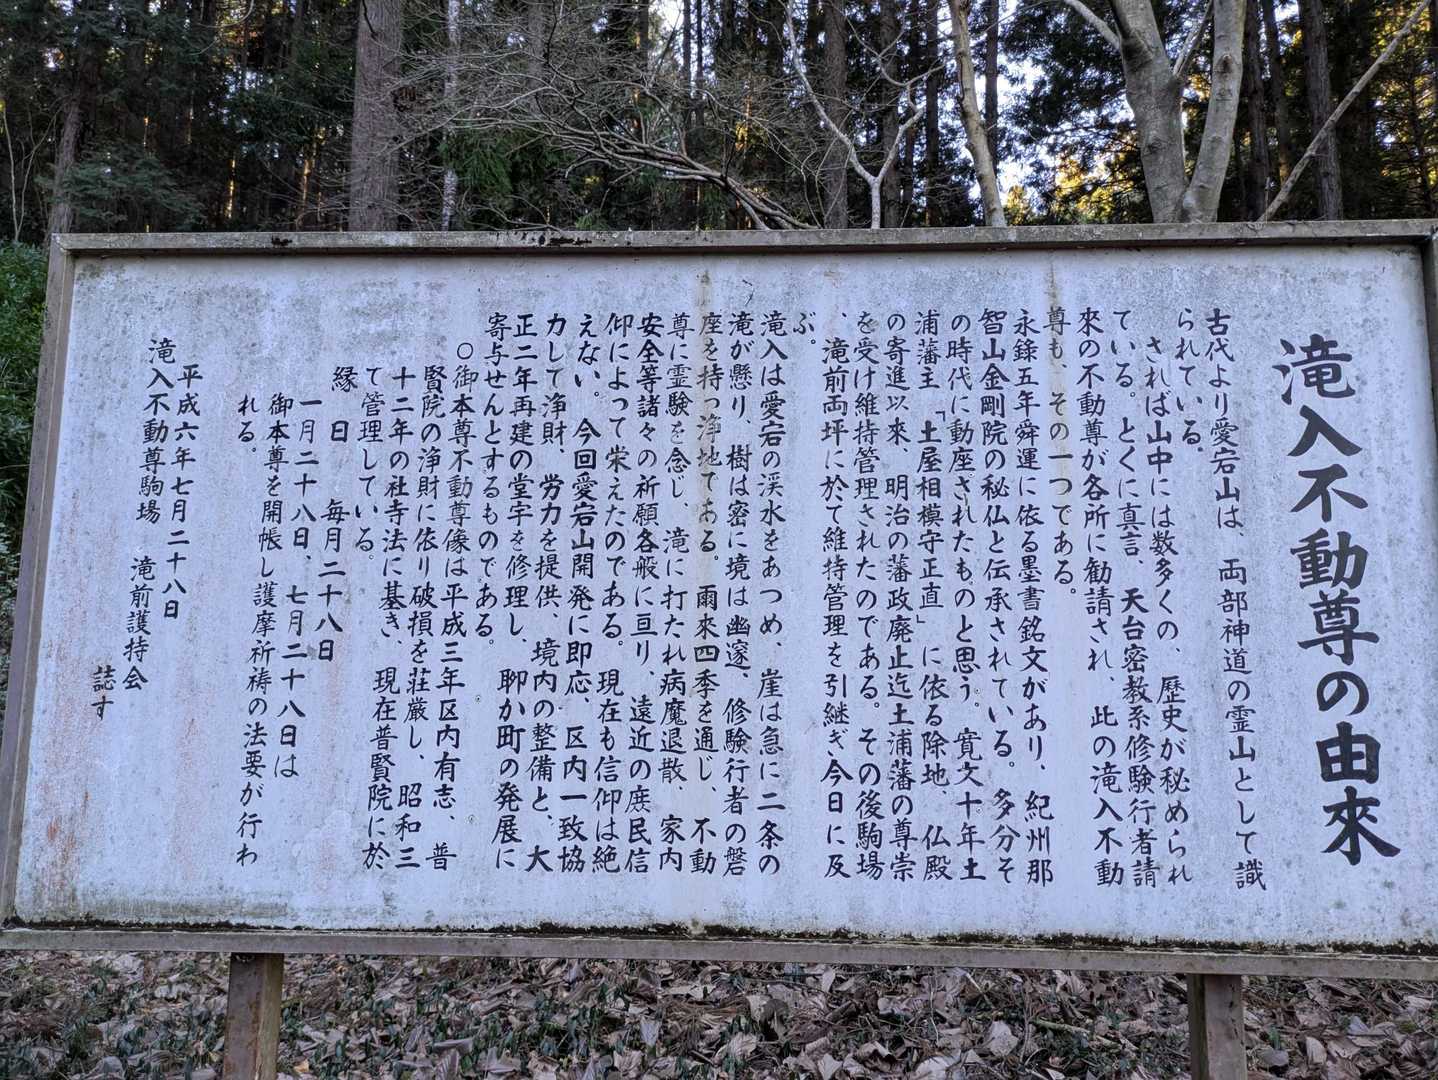 滝入不動尊の由來
古代より愛宕山は、両部神道の霊山として識
られている。
されば山中には数多くの、歴史が秘められ
ている。とくに真言、天台密教系修験行者請
來の不動尊が各所に勧請され、此の滝入不動
尊も、その一つである。
永錄五年舜運に依る墨書銘文があり、紀州那
智山金剛院の秘仏と伝承されている。多分そ
の時代に動座されたものと思う。寛文十年土
浦藩主「土屋相模守正直」に依る除地、仏殿
の寄進以来、明治の藩政廃止迄土浦藩の尊崇
を受け維持管理されたのである。その後駒場
、滝前両坪に於て維持管理を引継ぎ今日に及
ぶ。
滝入は愛宕の渓水をあつめ、崖は急に二条の
滝が懸り、樹は密に境は幽邃、修験行者の磐
座を持つ浄地である。爾來四季を通じ、不動
尊に霊験を念じ、滝に打たれ病魔退散、家内
安全等諸々の祈願各般に亘り、遠近の庶民信
仰によって栄えたのである。現在も信仰は絶
えない。今回愛宕山開発に即応、区内一致協
力して浄財、労力を提供、境内の整備と、大
正二年再建の堂宇を修理し、聊か町の発展に
寄与せんとするものである。
○御本尊不動尊像は平成三年区内有志、普
賢院の浄財に依り破損を荘厳し、昭和三
十二年の社寺法に基き、現在普賢院に於
て管理している。
縁日 毎月二十八日
一月二十八日、七月二十八日は
御本尊を開帳し護摩祈祷の法要が行わ
れる。
平成六年七月二十八日
滝入不動尊駒場 滝前護持会
誌す